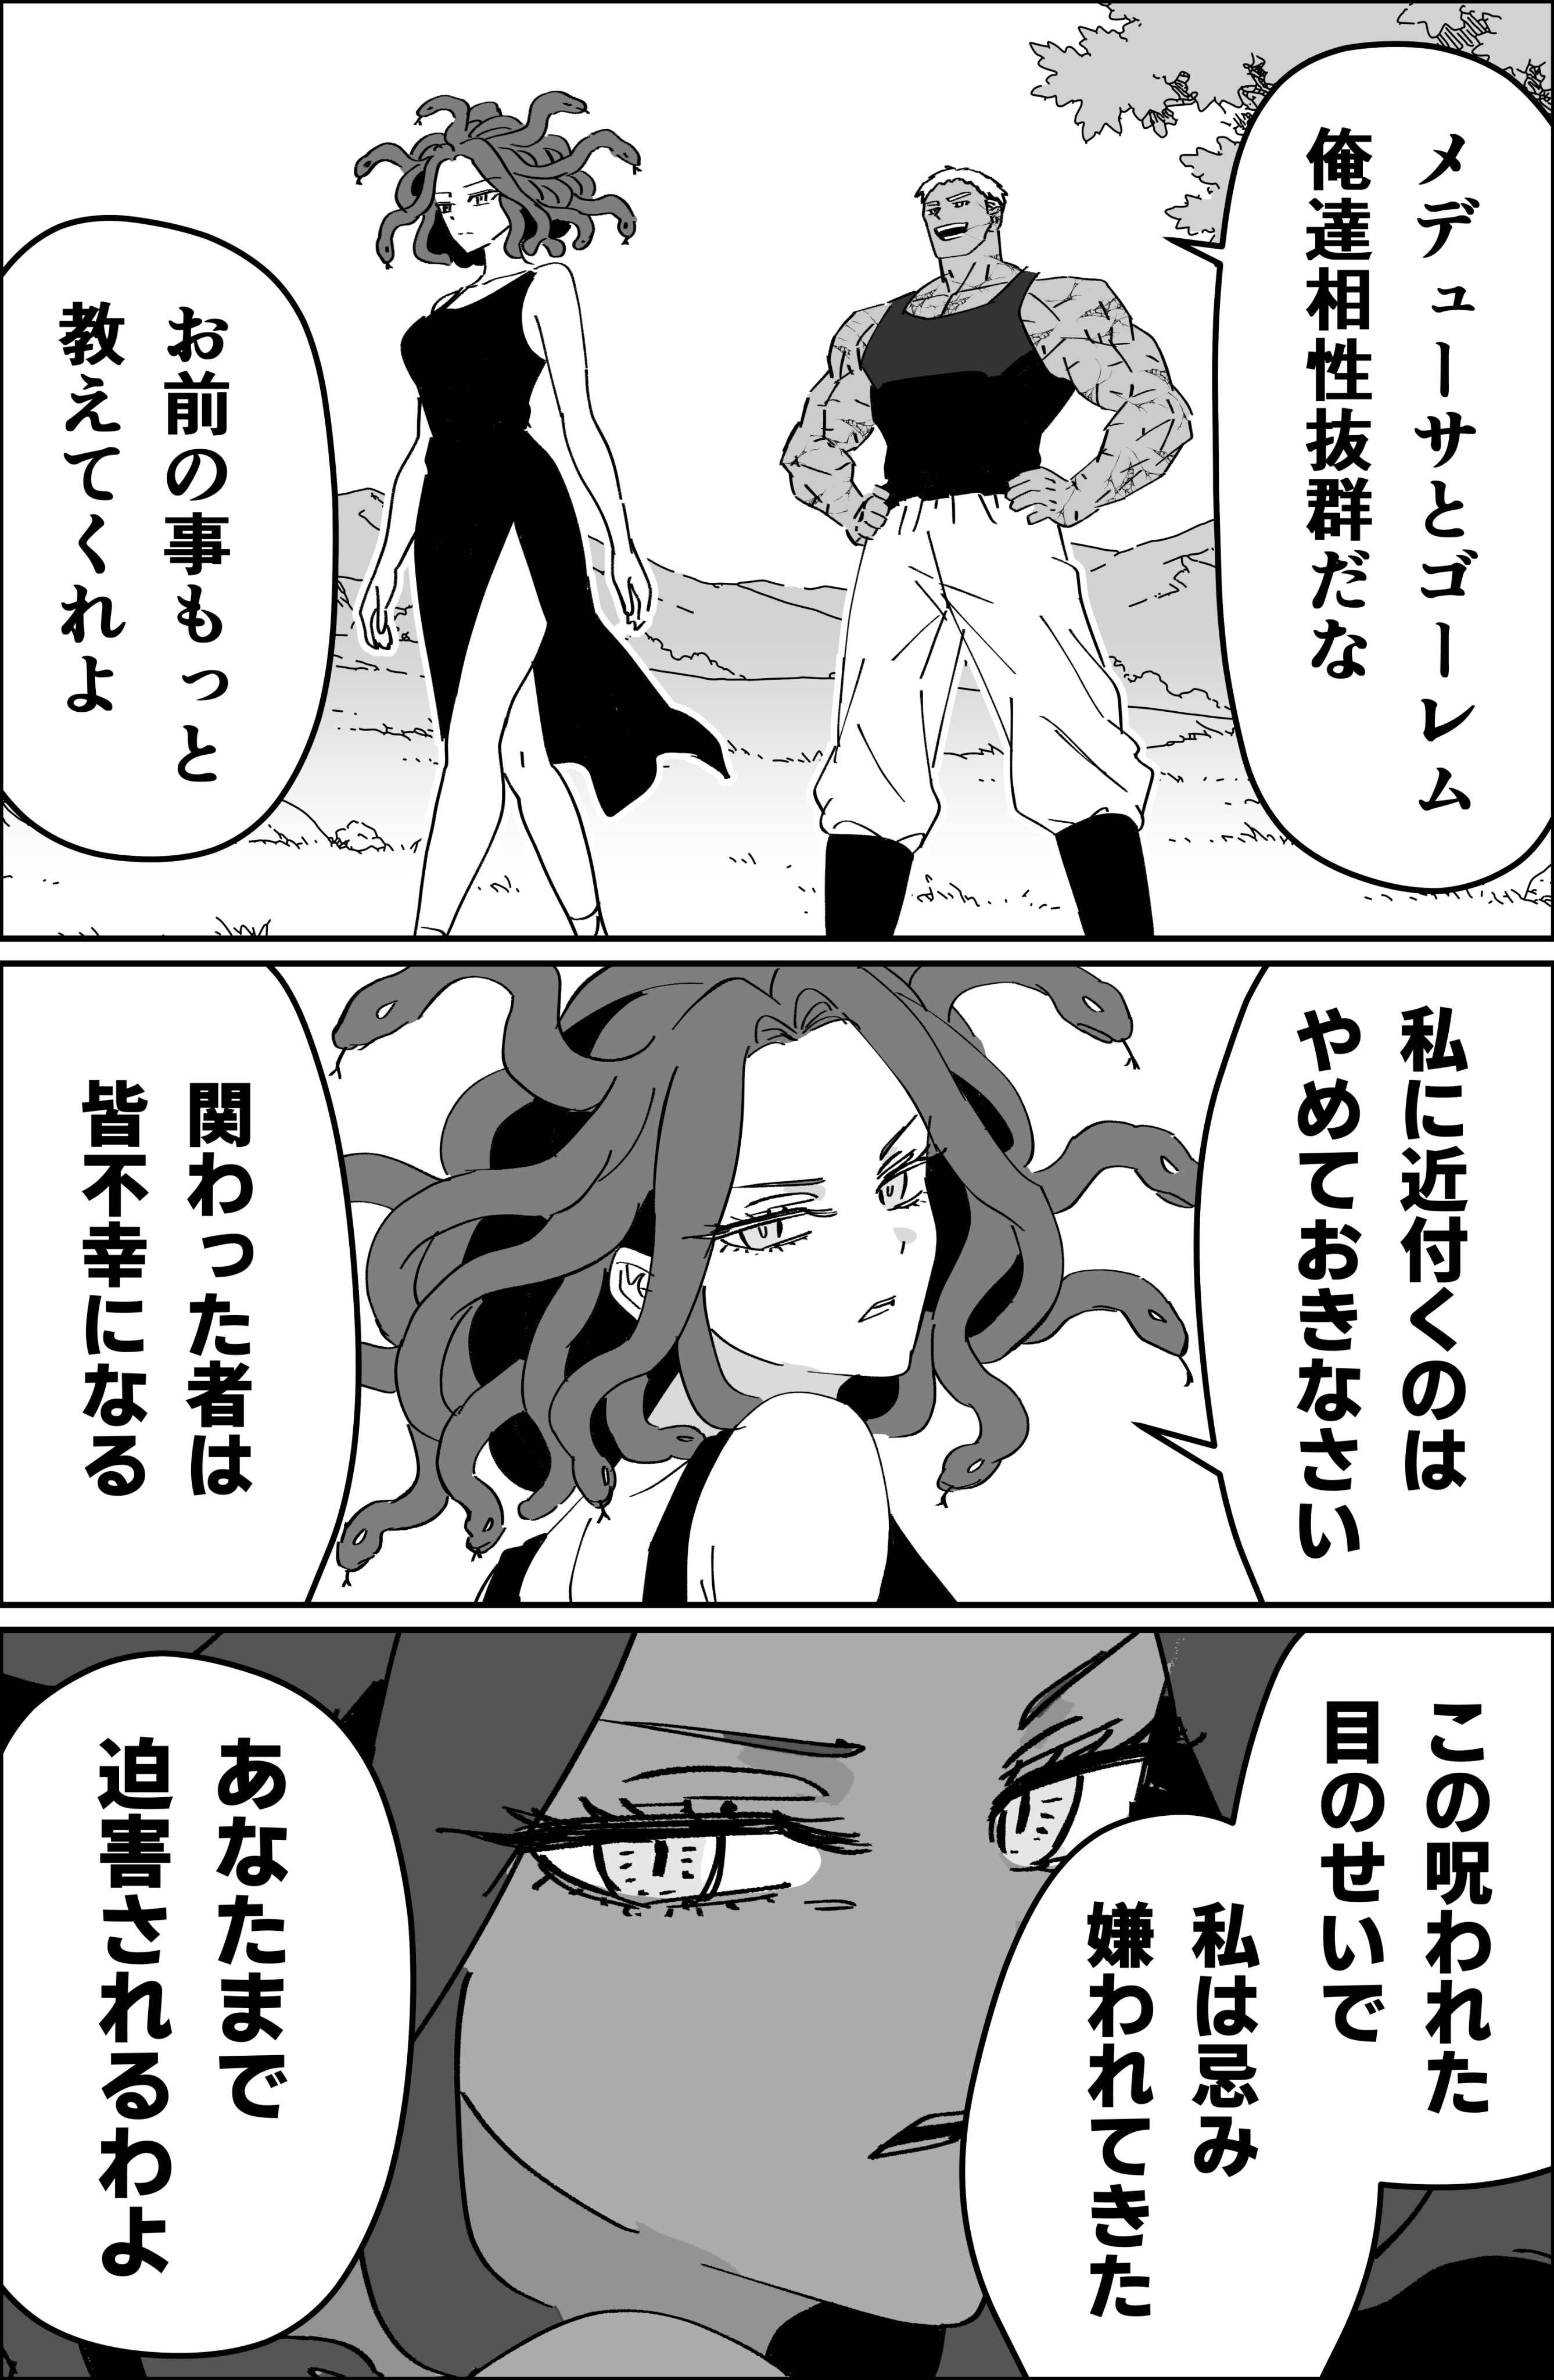 メデューサとゴーレム
俺達相性抜群だな
お前の事もっと
教えてくれよ
私に近付くのは
やめておきなさい
関わった者は
皆不幸になる
この呪われた
目のせいで
私は忌み
嫌われてきた
あなたまで
迫害されるわよ